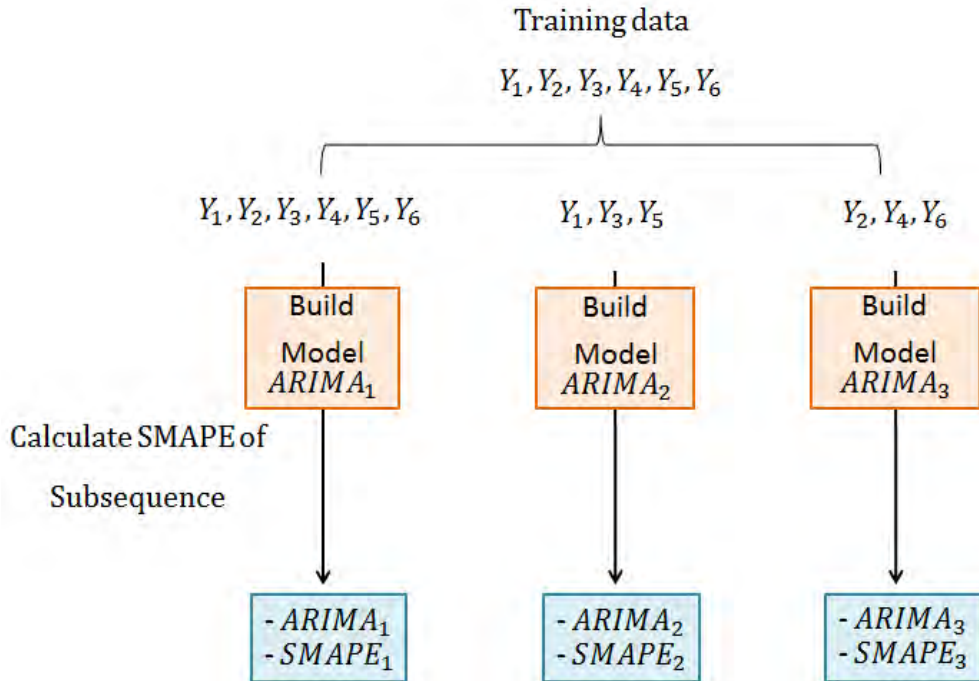 Training data
Y₁, Y₂, Y₃, Y₄, Y₅, Y₆
Y₁, Y₂, Y₃, Y₄, Y₅, Y₆
Y₁, Y₃, Y₅
Y₂, Y₄, Y₆
Build
Model
ARIMA₁
Build
Model
ARIMA₂
Build
Model
ARIMA₃
Calculate SMAPE of
Subsequence
- ARIMA₁
- SMAPE₁
- ARIMA₂
- SMAPE₂
- ARIMA₃
- SMAPE₃